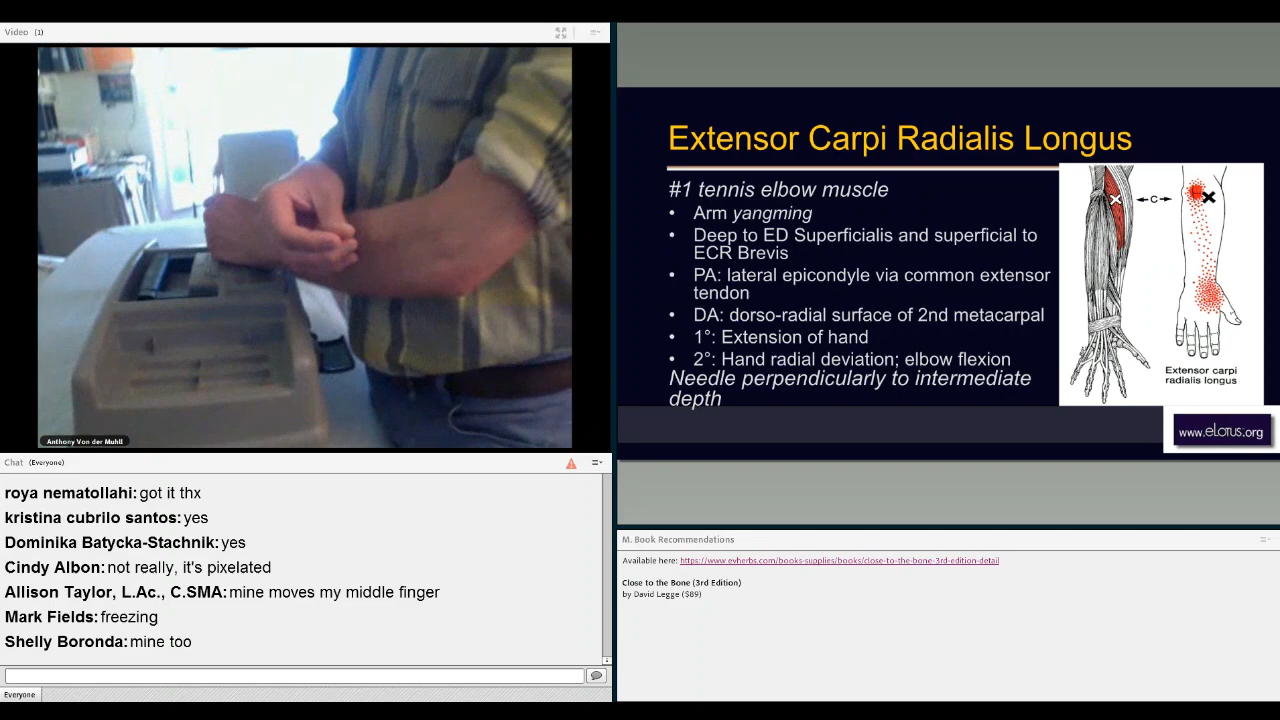 Video (1)
Anthony Von der Muhll
Chat (Everyone)
roya nematollahi: got it thx
kristina cubrilo santos: yes
Dominika Batycka-Stachnik: yes
Cindy Albon: not really, it's pixelated
Allison Taylor, L.Ac., C.SMA: mine moves my middle finger
Mark Fields: freezing
Shelly Boronda: mine too
Everyone
Extensor Carpi Radialis Longus
#1 tennis elbow muscle
• Arm yangming
• Deep to ED Superficialis and superficial to
ECR Brevis
• PA: lateral epicondyle via common extensor
tendon
• DA: dorso-radial surface of 2nd metacarpal
• 1°: Extension of hand
• 2°: Hand radial deviation; elbow flexion
Needle perpendicularly to intermediate
depth
C
Extensor carpi
radialis longus
www.eLotus.org
M. Book Recommendations
Available here: https://www.evherbs.com/books-supplies/books/close-to-the-bone-3rd-edition-detail
Close to the Bone (3rd Edition)
by David Legge ($89)